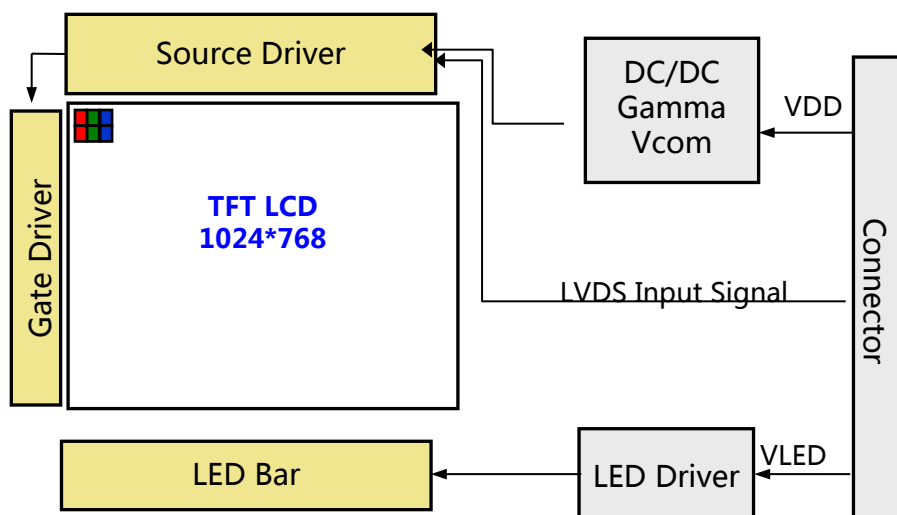 Source Driver
DC/DC
Gamma
Vcom
VDD
Gate Driver
TFT LCD
1024*768
LVDS Input Signal
Connector
LED Bar
LED Driver
VLED